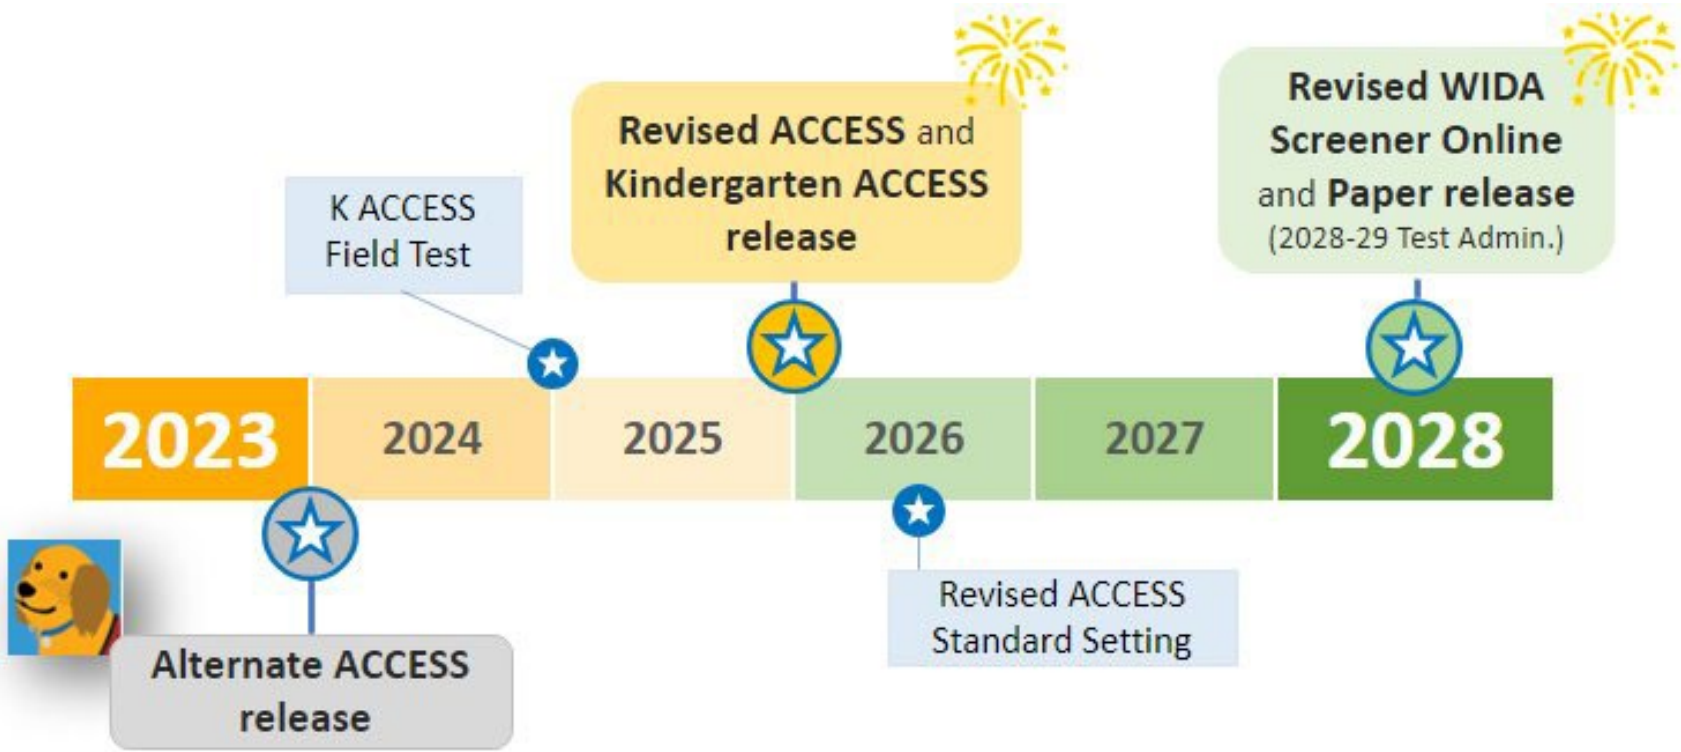 Revised WIDA
Screener Online
and Paper release
(2028-29 Test Admin.)
Revised ACCESS and
Kindergarten ACCESS
release
K ACCESS
Field Test
2023
2024
2025
2026
2027
2028
Revised ACCESS
Standard Setting
Alternate ACCESS
release